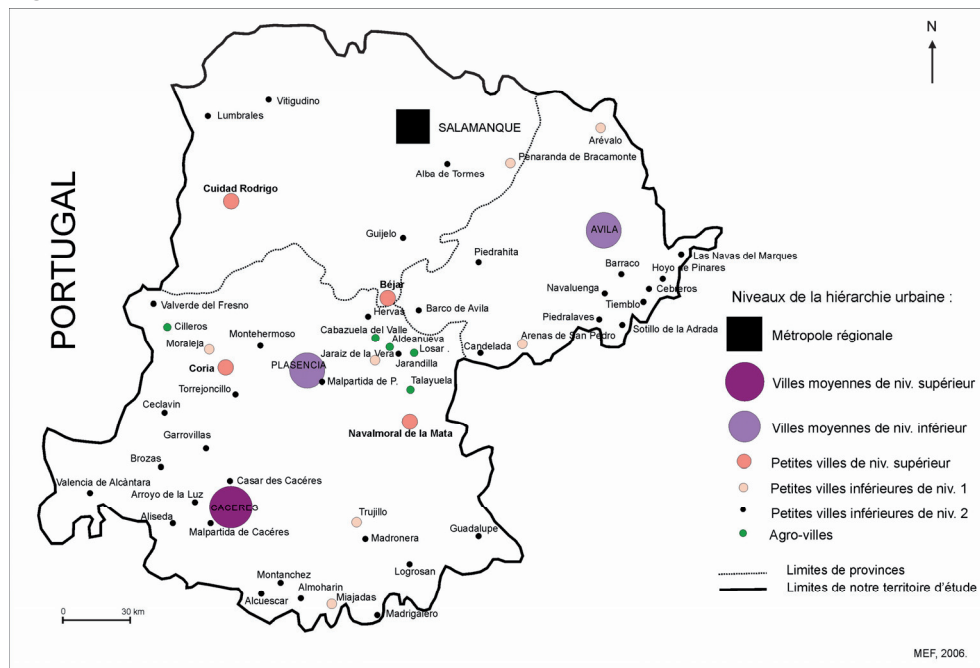 N
Vitigudino
Lumbrales
SALAMANQUE
Arévalo
Penaranda de Bracamonte
Alba de Tormes
PORTUGAL
Cuidad Rodrigo
AVILA
Guijelo
Piedrahita
Las Navas del Marques
Barraco
Hoyo de Pinares
Navaluenga
Cebreros
Tiemblo
Béjar
Valverde del Fresno
Hervas
Barco de Avila
Piedralaves
Sotillo de la Adrada
Cilleros
Cabazuela del Valle
Arenas de San Pedro
Montehermoso
Aldeanueva
Moraleja
Losar .
Candelada
Jaraiz de la Vera
Jarandilla
PLASENCIA
Coria
Malpartida de P.
Talayuela
Torrejoncillo
Ceclavin
Navalmoral de la Mata
Garrovillas
Brozas
Casar des Cacéres
Valencia de Alcàntara
Arroyo de la Luz
CACERES
Aliseda
Malpartida de Cacéres
Trujillo
Guadalupe
Madronera
Logrosan
Montanchez
Almoharin
Alcuescar
Miajadas
Madrigalero
0 30 km
Niveaux de la hiérarchie urbaine :
Métropole régionale
Villes moyennes de niv. supérieur
Villes moyennes de niv. inférieur
Petites villes de niv. supérieur
Petites villes inférieures de niv. 1
Petites villes inférieures de niv. 2
Agro-villes
Limites de provinces
Limites de notre territoire d'étude
MEF, 2006.